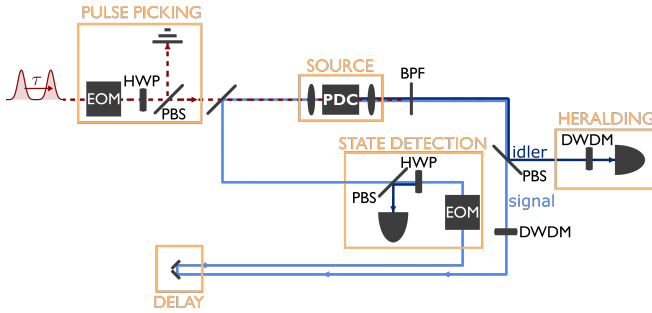 PULSE PICKING
τ
EOM
HWP
PBS
SOURCE
PDC
BPF
HERALDING
DWDM
idler
PBS
STATE DETECTION
HWP
PBS
EOM
signal
DWDM
DELAY